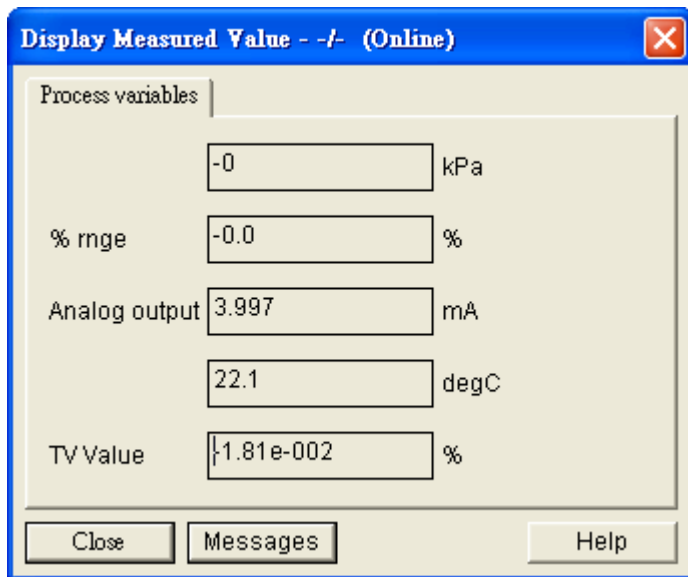 Display Measured Value - -/- (Online)
Process variables
-0 kPa
% rnge -0.0 %
Analog output 3.997 mA
22.1 degC
TV Value -1.81e-002 %
Close Messages Help